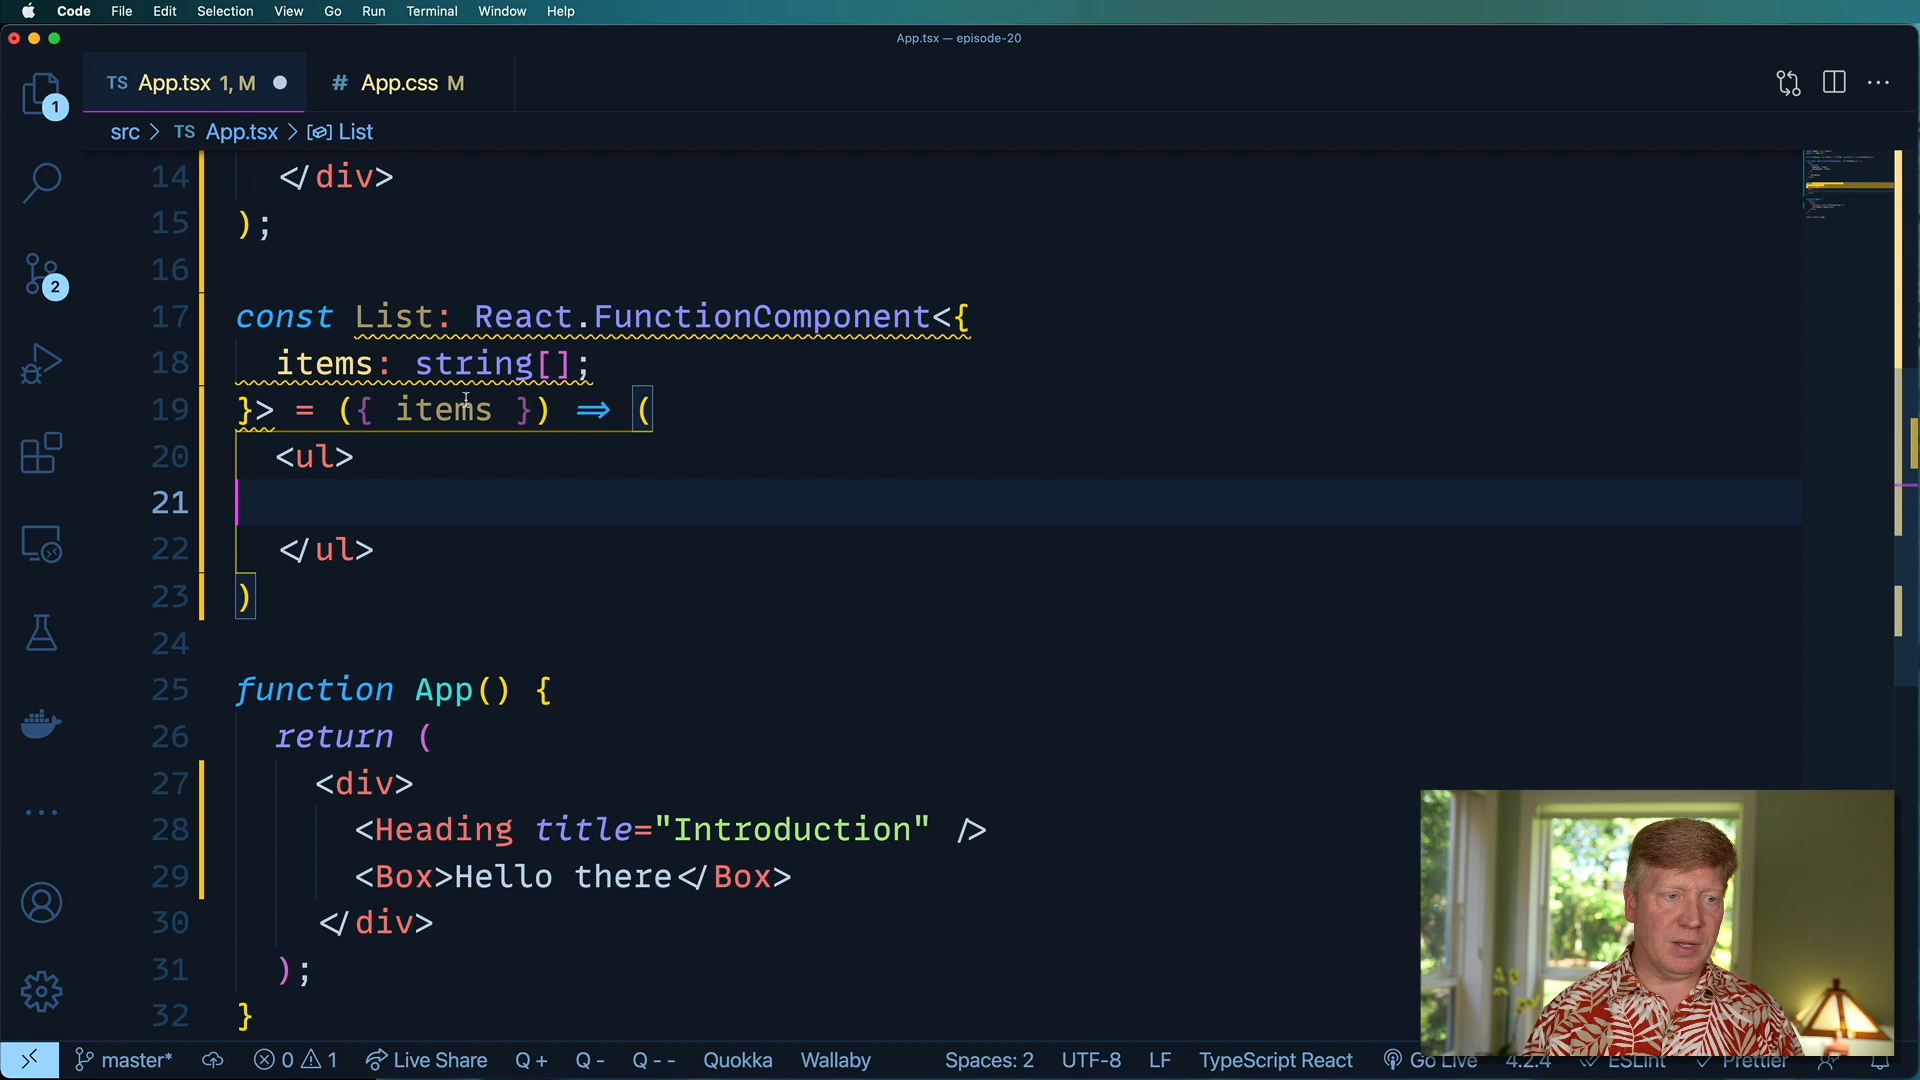 Code File Edit Selection View Go Run Terminal Window Help
App.tsx — episode-20
TS App.tsx 1, M # App.css M
1
src > TS App.tsx > List
14 </div>
15 );
16
2
17 const List: React.FunctionComponent<{
18 items: string[];
19 }> = ({ items }) => (
20 <ul>
21
22 </ul>
23 )
24
25 function App() {
26 return (
27 <div>
28 <Heading title="Introduction" />
29 <Box>Hello there</Box>
30 </div>
31 );
32 }
master* 0 1 Live Share Q + Q - Q - - Quokka Wallaby Spaces: 2 UTF-8 LF TypeScript React Go Live 4.2.4 ESLint Prettier